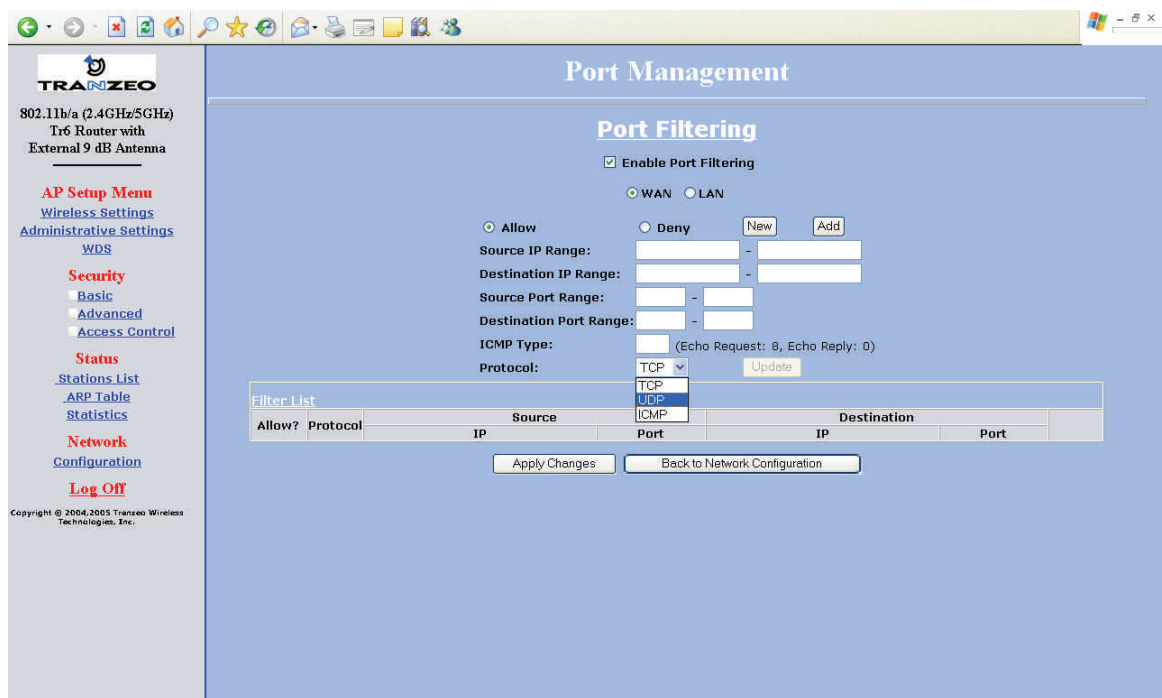 TRANZEO
802.11b/a (2.4GHz/5GHz)
Tr6 Router with
External 9 dB Antenna
AP Setup Menu
Wireless Settings
Administrative Settings
WDS
Security
Basic
Advanced
Access Control
Status
Stations List
ARP Table
Statistics
Network
Configuration
Log Off
Copyright © 2004,2005 Tranzeo Wireless
Technologies, Inc.
Port Management
Port Filtering
Enable Port Filtering
WAN LAN
Allow Deny New Add
Source IP Range: -
Destination IP Range: -
Source Port Range: -
Destination Port Range: -
ICMP Type: (Echo Request: 8, Echo Reply: 0)
Protocol: TCP Update
TCP
UDP
ICMP
Filter List
Allow? Protocol Source Destination
IP Port IP Port
Apply Changes Back to Network Configuration